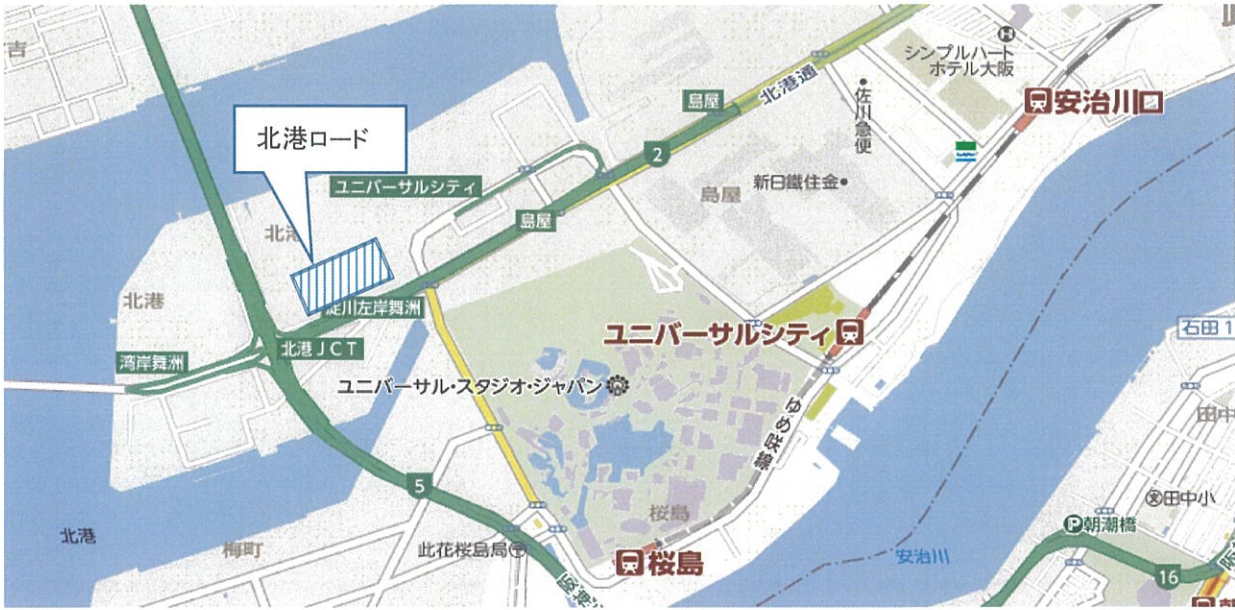 吉
シンプルハート
ホテル大阪
北港通
島屋
佐川急便
安治川口
北港ロード
2
ユニバーサルシティ
島屋
新日鐵住金
島屋
北港
北港
淀川左岸舞洲
ユニバーサルシティ
石田1
北港JCT
湾岸舞洲
ユニバーサル・スタジオ・ジャパン
ゆめ咲線
田中
5
桜島
田中小
北港
梅町
此花桜島局
桜島
安治川
P朝潮橋
16